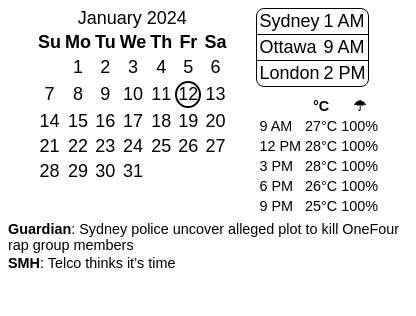 January 2024
Su Mo Tu We Th Fr Sa
1 2 3 4 5 6
7 8 9 10 11 12 13
14 15 16 17 18 19 20
21 22 23 24 25 26 27
28 29 30 31
Sydney 1 AM
Ottawa 9 AM
London 2 PM
°C ☂
9 AM 27°C 100%
12 PM 28°C 100%
3 PM 28°C 100%
6 PM 26°C 100%
9 PM 25°C 100%
Guardian: Sydney police uncover alleged plot to kill OneFour
rap group members
SMH: Telco thinks it’s time